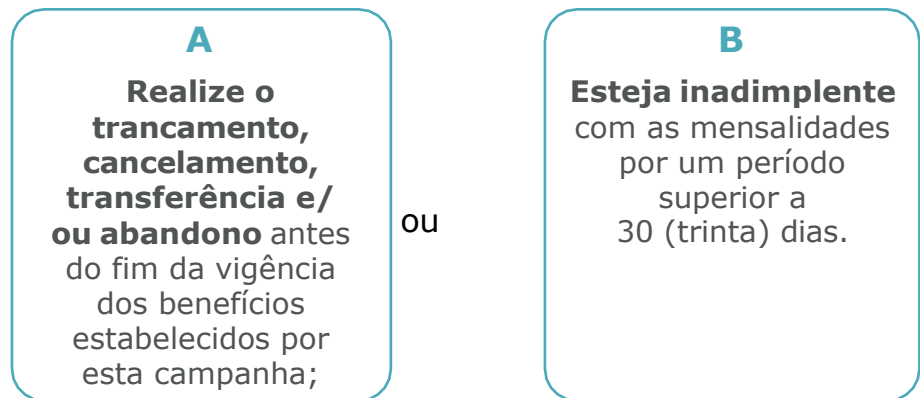 A
Realize o
trancamento,
cancelamento,
transferência e/
ou abandono antes
do fim da vigência
dos benefícios
estabelecidos por
esta campanha;
ou
B
Esteja inadimplente
com as mensalidades
por um período
superior a
30 (trinta) dias.